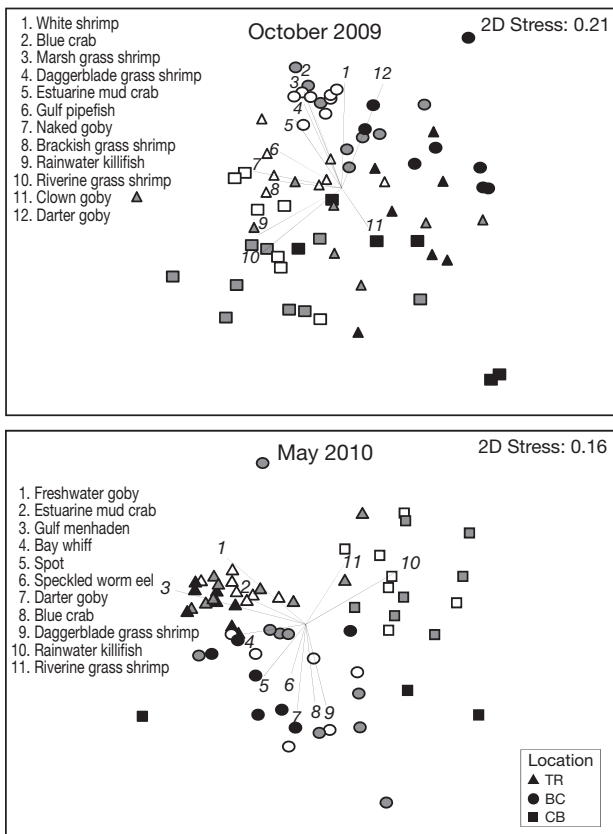 October 2009
2D Stress: 0.21
1. White shrimp
2. Blue crab
3. Marsh grass shrimp
4. Daggerblade grass shrimp
5. Estuarine mud crab
6. Gulf pipefish
7. Naked goby
8. Brackish grass shrimp
9. Rainwater killifish
10. Riverine grass shrimp
11. Clown goby
12. Darter goby
2
1
12
3
4
5
6
7
8
11
9
10
May 2010
2D Stress: 0.16
1. Freshwater goby
2. Estuarine mud crab
3. Gulf menhaden
4. Bay whiff
5. Spot
6. Speckled worm eel
7. Darter goby
8. Blue crab
9. Daggerblade grass shrimp
10. Rainwater killifish
11. Riverine grass shrimp
1
11
10
3
2
4
5
6
7
8
9
Location
TR
BC
CB